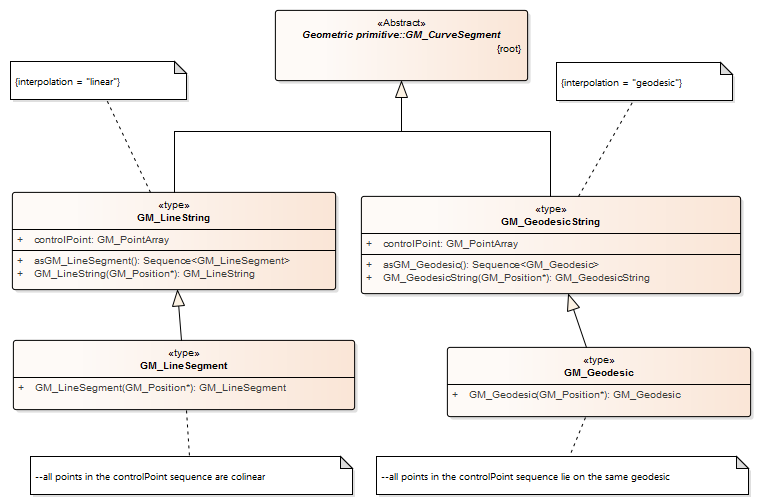 «Abstract»
Geometric primitive::GM_CurveSegment
{root}
{interpolation = "linear"}
{interpolation = "geodesic"}
«type»
GM_LineString
+ controlPoint: GM_PointArray
+ asGM_LineSegment(): Sequence<GM_LineSegment>
+ GM_LineString(GM_Position*): GM_LineString
«type»
GM_GeodesicString
+ controlPoint: GM_PointArray
+ asGM_Geodesic(): Sequence<GM_Geodesic>
+ GM_GeodesicString(GM_Position*): GM_GeodesicString
«type»
GM_LineSegment
+ GM_LineSegment(GM_Position*): GM_LineSegment
«type»
GM_Geodesic
+ GM_Geodesic(GM_Position*): GM_Geodesic
--all points in the controlPoint sequence are colinear
--all points in the controlPoint sequence lie on the same geodesic